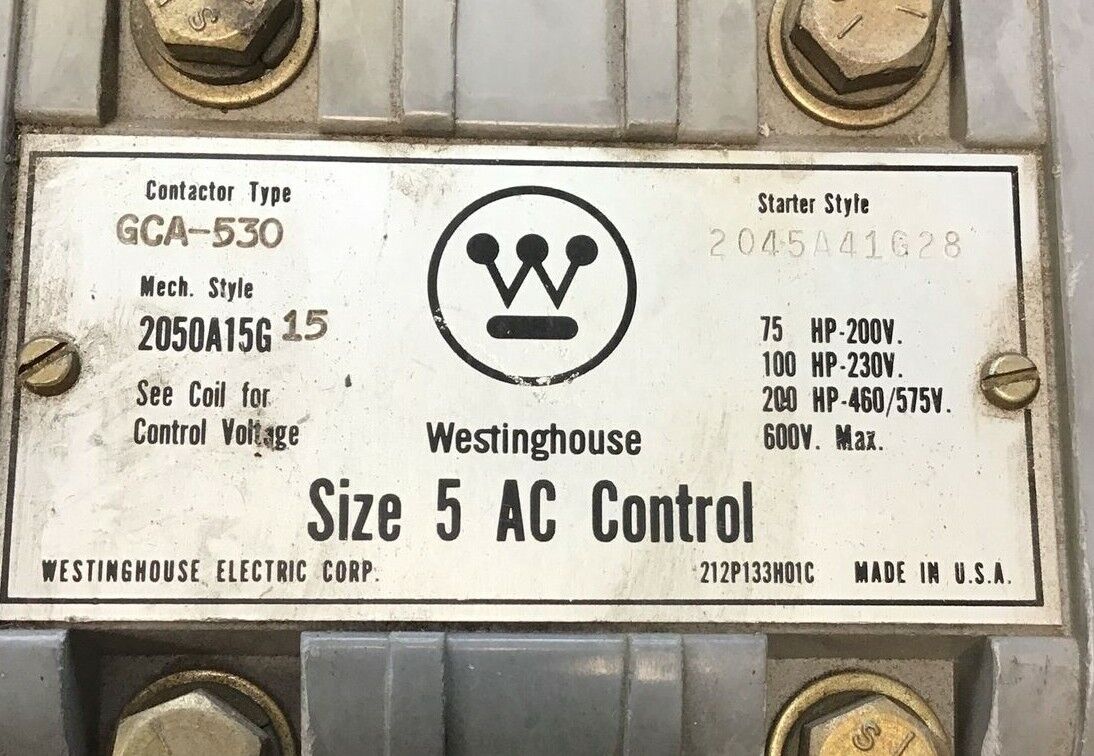 Contactor Type
GCA-530
Mech. Style
2050A15G 15
See Coil for
Control Voltage
Westinghouse
Starter Style
2045A41G28
75 HP-200V.
100 HP-230V.
200 HP-460/575V.
600V. Max.
Size 5 AC Control
WESTINGHOUSE ELECTRIC CORP.
212P133H01C MADE IN U.S.A.